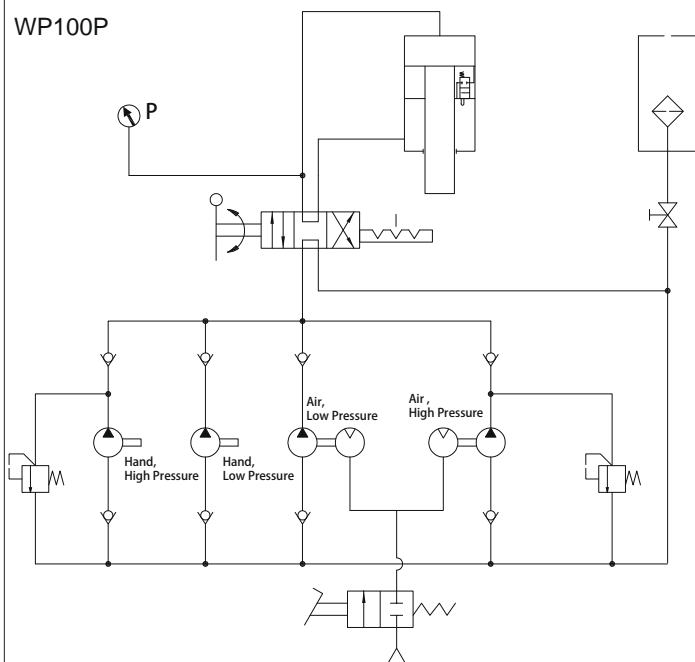 WP100P
P
Air,
Low Pressure
Air ,
High Pressure
Hand,
High Pressure
Hand,
Low Pressure